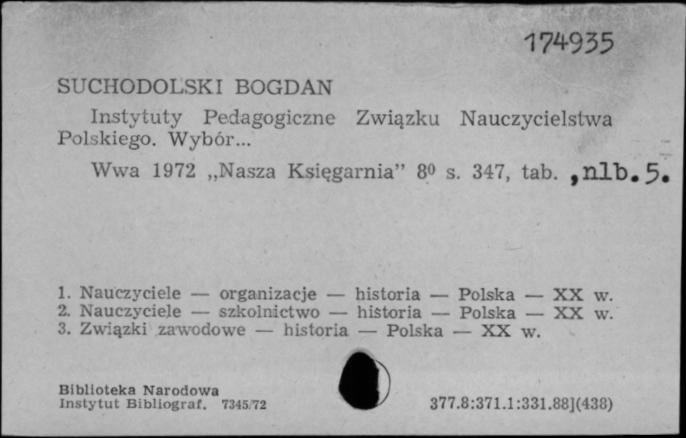 174935
SUCHODOLSKI BOGDAN
Instytuty Pedagogiczne Związku Nauczycielstwa
Polskiego. Wybór...
Wwa 1972 „Nasza Księgarnia” 8⁰ s. 347, tab. , nlb. 5.
1. Nauczyciele — organizacje — historia — Polska — XX w.
2. Nauczyciele — szkolnictwo — historia — Polska — XX w.
3. Związki zawodowe — historia — Polska — XX w.
Biblioteka Narodowa
Instytut Bibliograf. 7345/72
377.8:371.1:331.88](438)